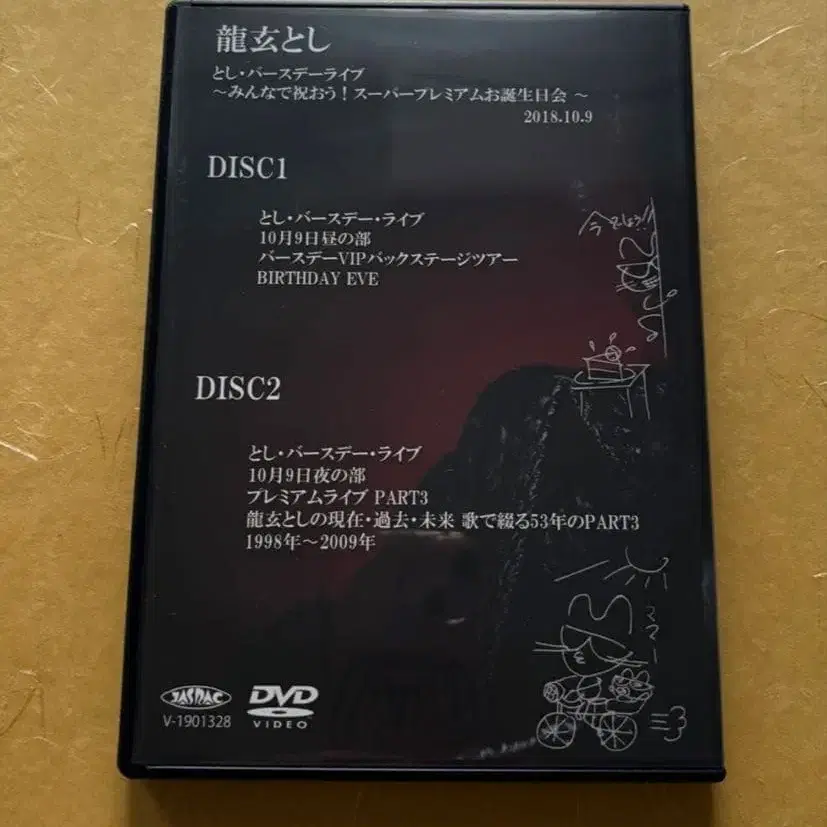 龍玄とし
とし・バースデーライブ
～みんなで祝おう！スーパープレミアムお誕生日会 ～
2018.10.9
DISC1
とし・バースデー・ライブ
10月9日昼の部
バースデーVIPバックステージツアー
BIRTHDAY EVE
今でしょう!!
DISC2
とし・バースデー・ライブ
10月9日夜の部
プレミアムライブ PART3
龍玄としの現在・過去・未来 歌で綴る53年のPART3
1998年～2009年
JASRAC
V-1901328
DVD
VIDEO